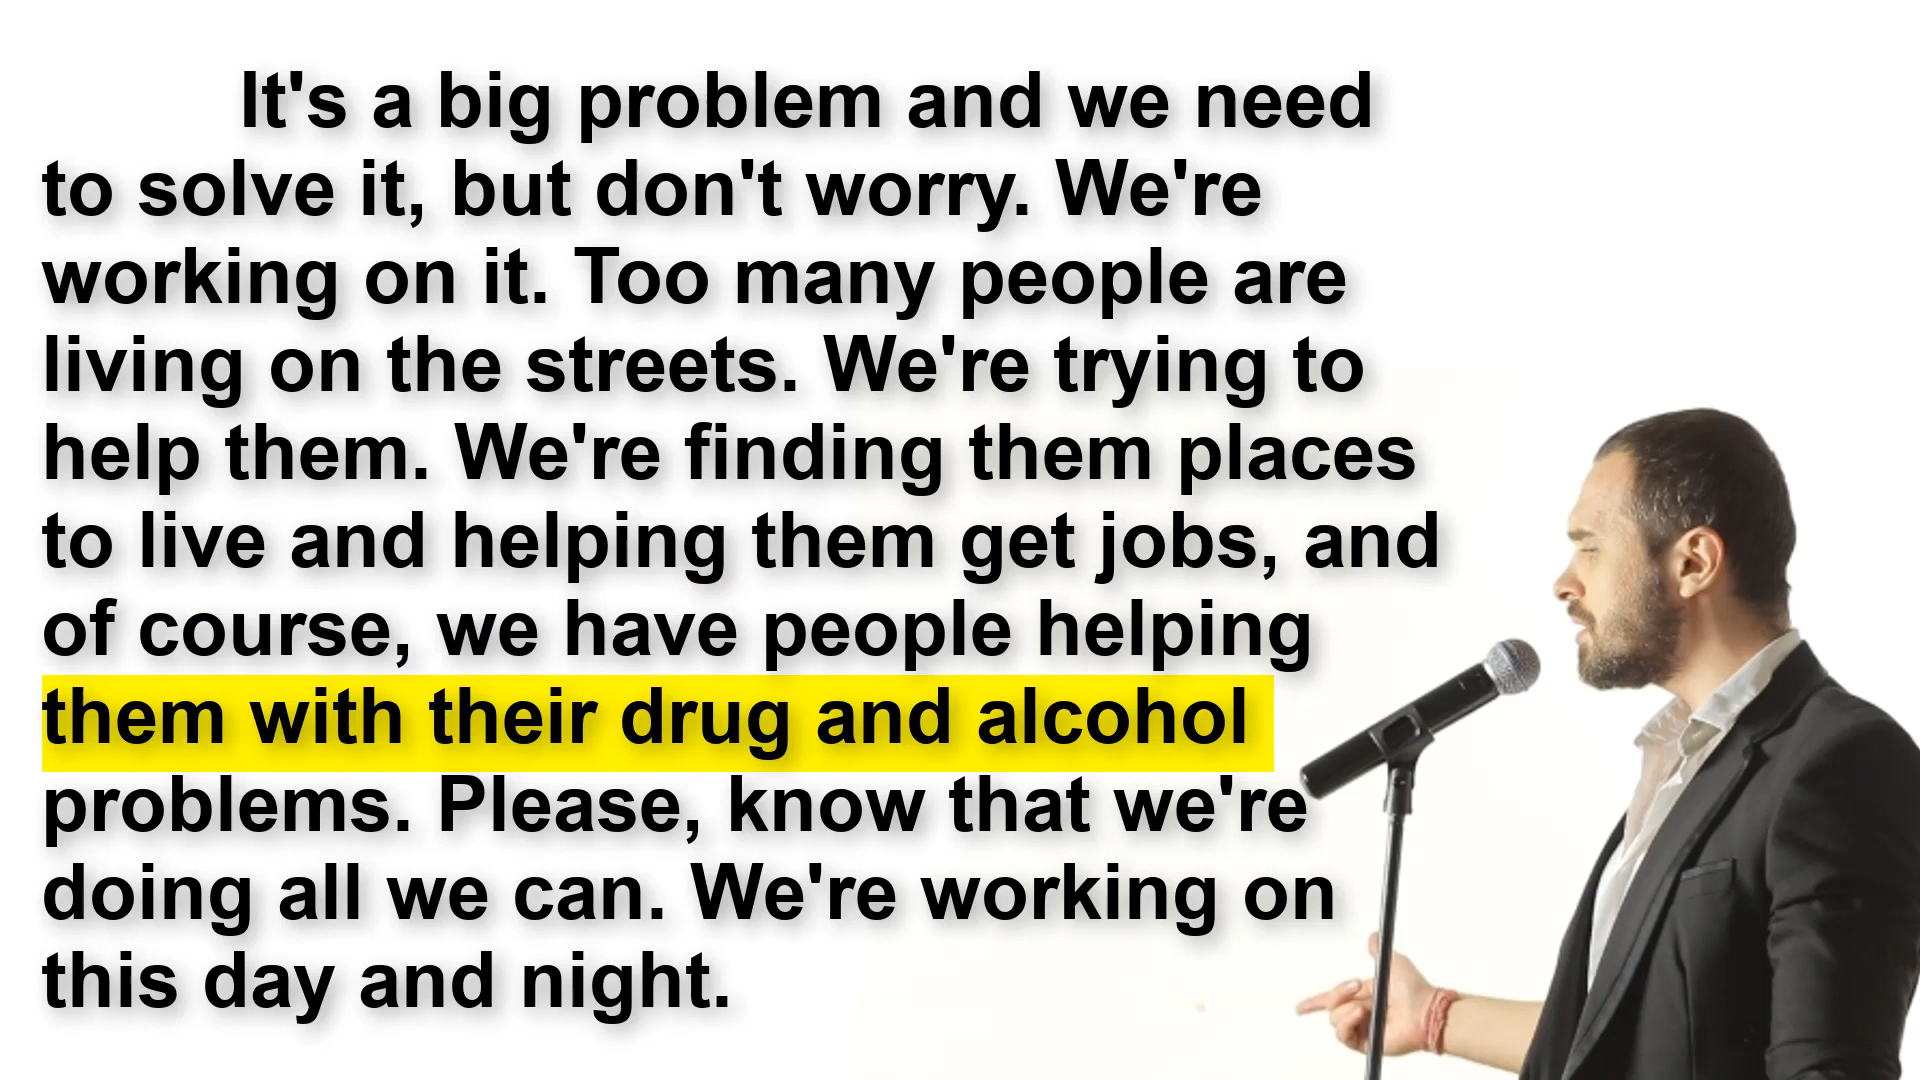 It's a big problem and we need
to solve it, but don't worry. We're
working on it. Too many people are
living on the streets. We're trying to
help them. We're finding them places
to live and helping them get jobs, and
of course, we have people helping
them with their drug and alcohol
problems. Please, know that we're
doing all we can. We're working on
this day and night.